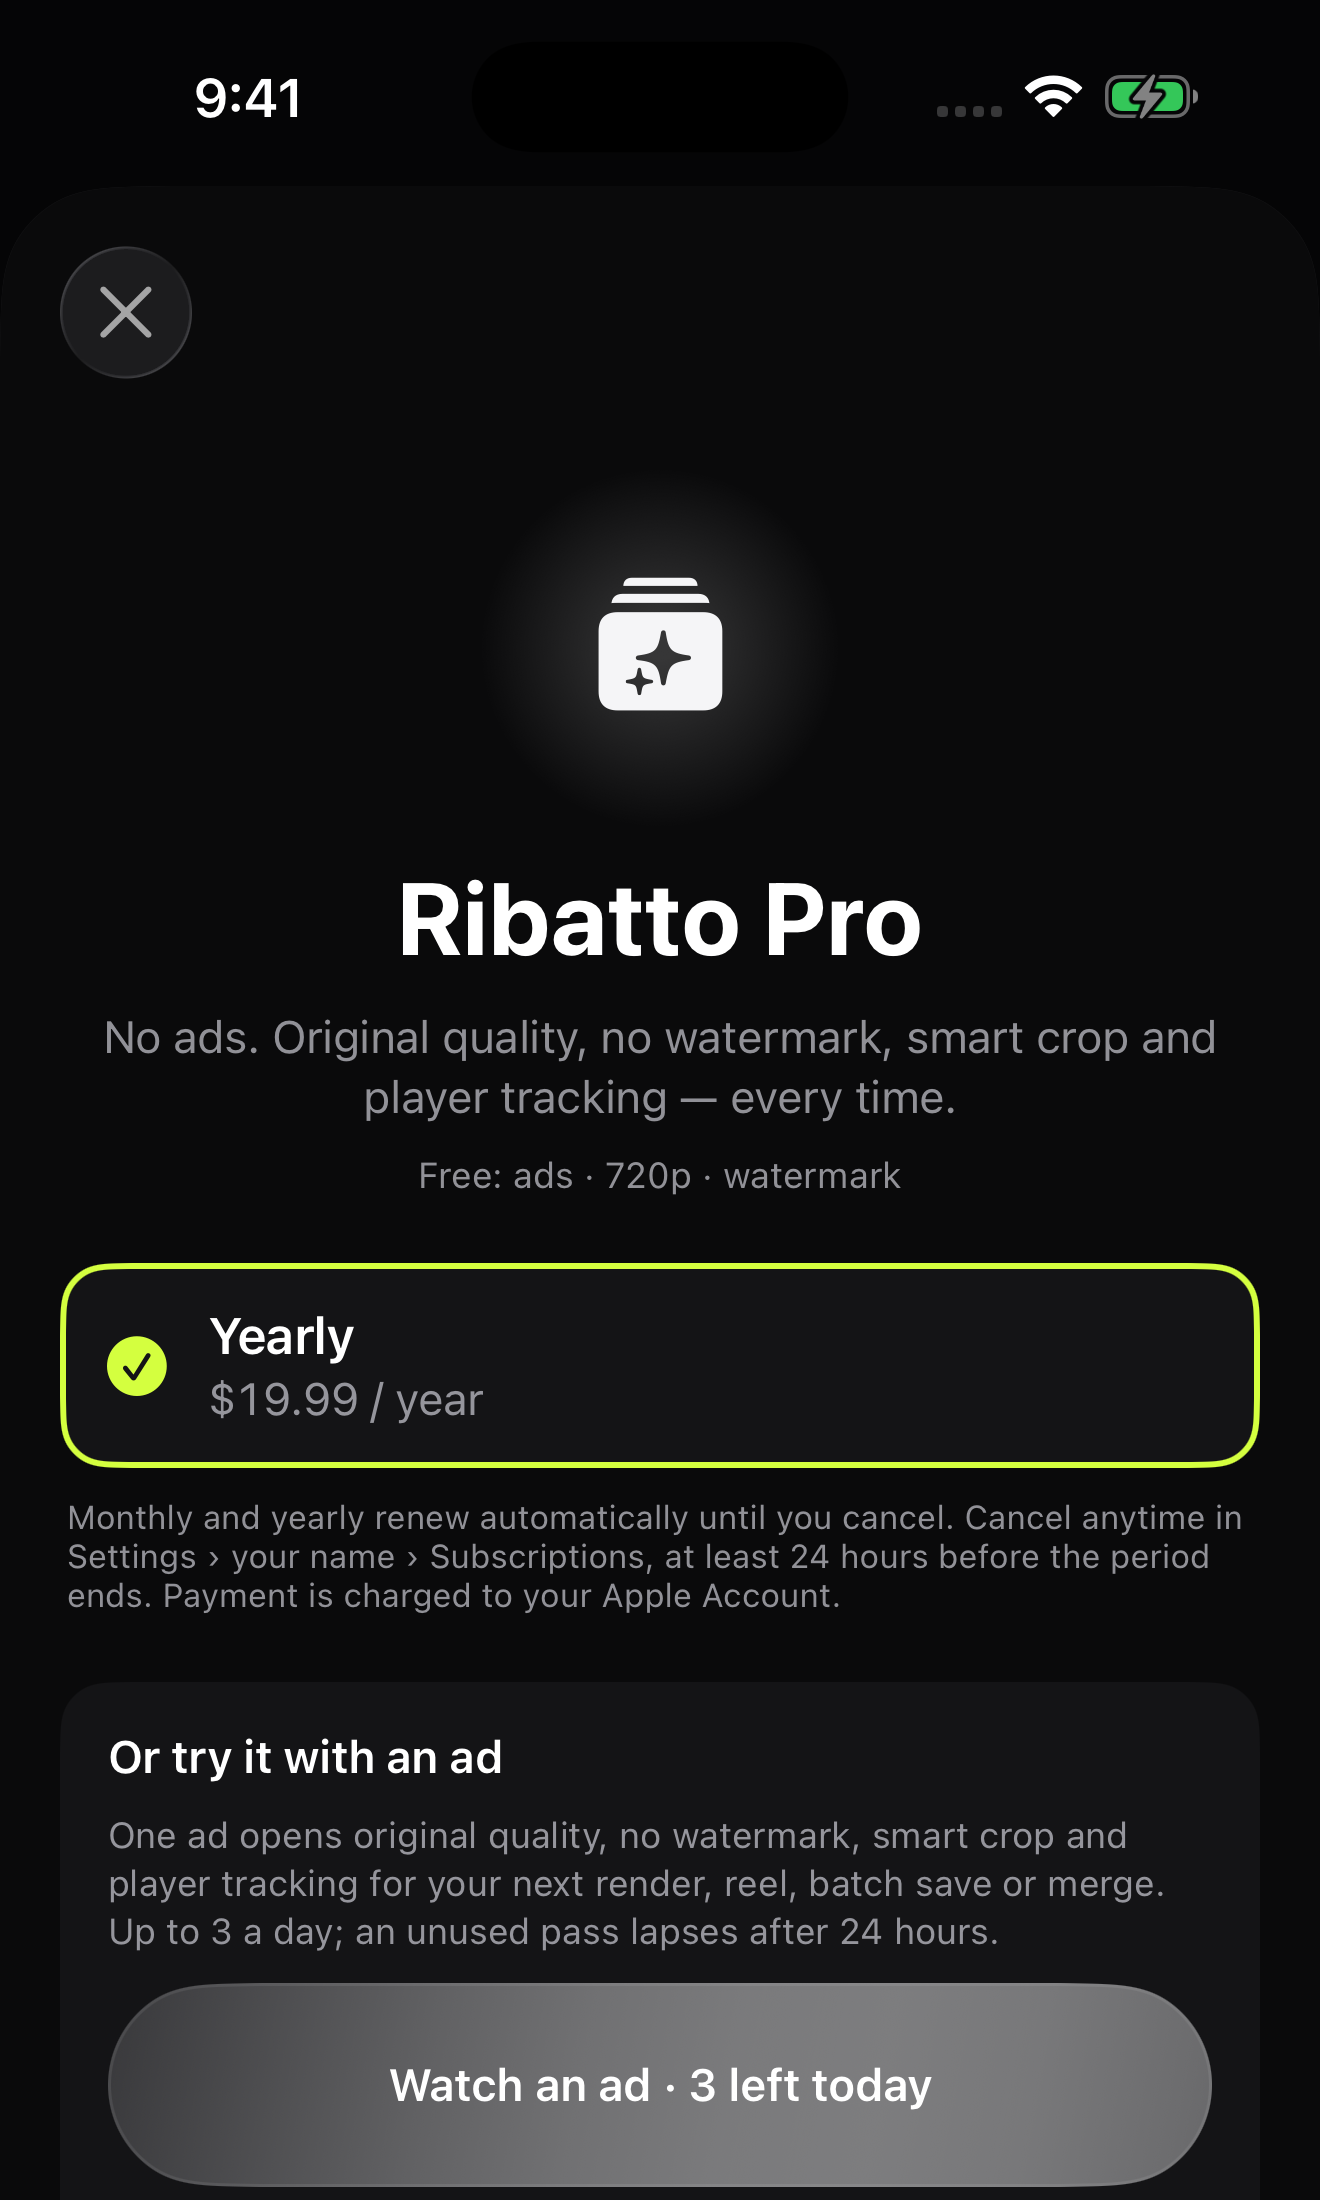 9:41
Ribatto Pro
No ads. Original quality, no watermark, smart crop and
player tracking — every time.
Free: ads · 720p · watermark
Yearly
$19.99 / year
Monthly and yearly renew automatically until you cancel. Cancel anytime in
Settings › your name › Subscriptions, at least 24 hours before the period
ends. Payment is charged to your Apple Account.
Or try it with an ad
One ad opens original quality, no watermark, smart crop and
player tracking for your next render, reel, batch save or merge.
Up to 3 a day; an unused pass lapses after 24 hours.
Watch an ad · 3 left today